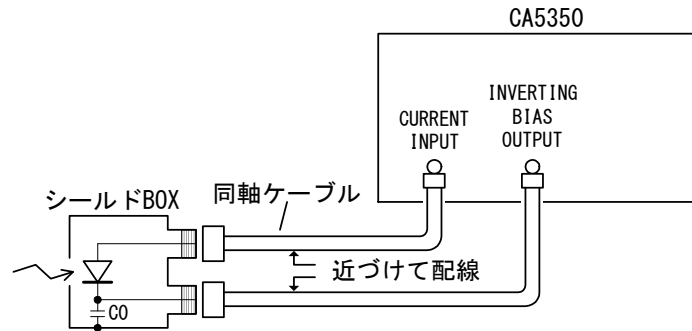 CA5350
INVERTING
BIAS
OUTPUT
CURRENT
INPUT
シールドBOX
同軸ケーブル
近づけて配線
CO